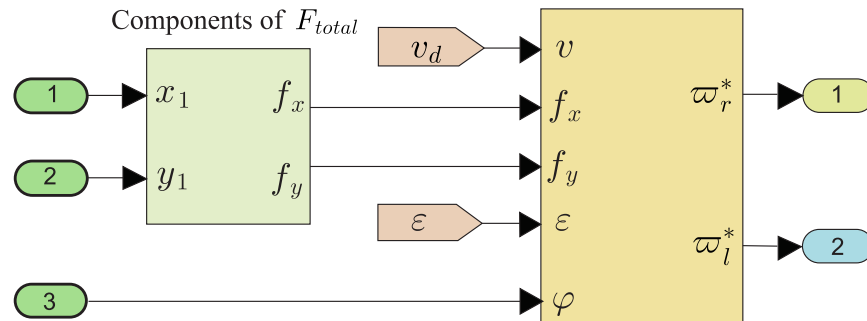 Components of F_total
1
2
3
x_1
y_1
f_x
f_y
v_d
ε
v
f_x
f_y
ε
φ
ϖ_r^*
ϖ_l^*
1
2